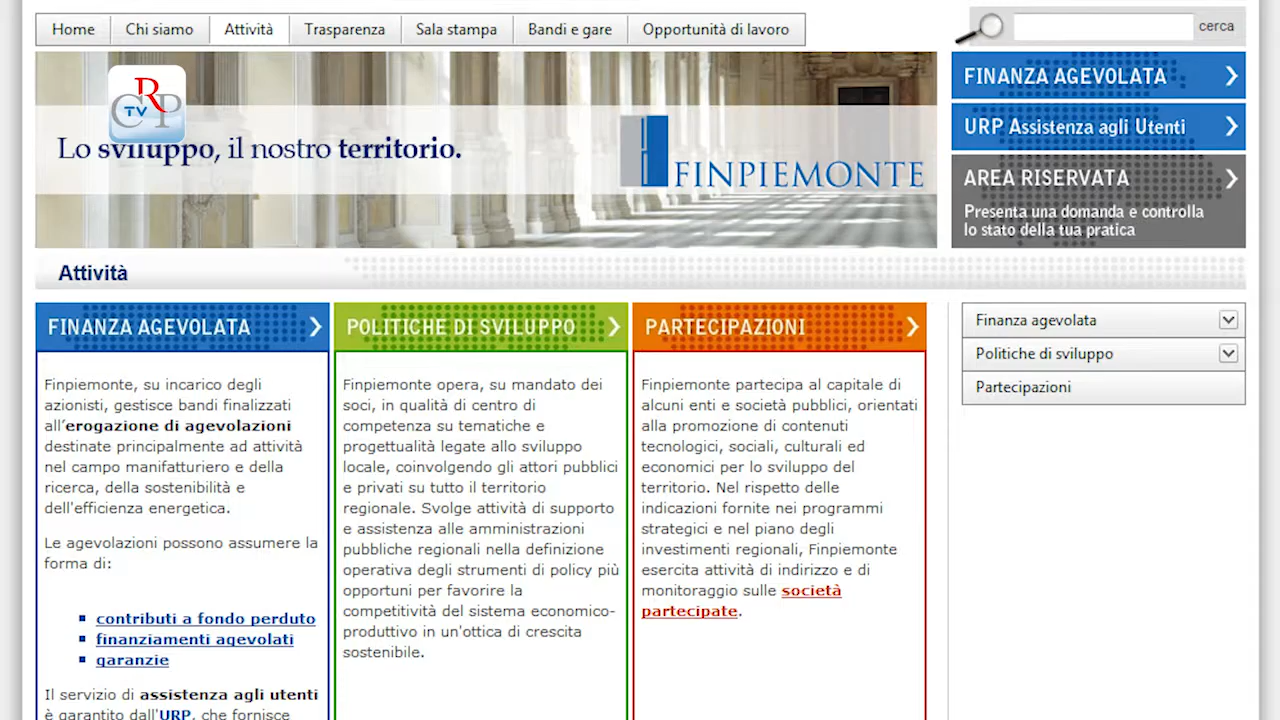 Home Chi siamo Attività Trasparenza Sala stampa Bandi e gare Opportunità di lavoro
cerca
CRP TV
Lo sviluppo, il nostro territorio.
FINPIEMONTE
FINANZA AGEVOLATA
URP Assistenza agli Utenti
AREA RISERVATA
Presenta una domanda e controlla
lo stato della tua pratica
Attività
FINANZA AGEVOLATA
Finpiemonte, su incarico degli
azionisti, gestisce bandi finalizzati
all’erogazione di agevolazioni
destinate principalmente ad attività
nel campo manifatturiero e della
ricerca, della sostenibilità e
dell'efficienza energetica.
Le agevolazioni possono assumere la
forma di:
contributi a fondo perduto
finanziamenti agevolati
garanzie
Il servizio di assistenza agli utenti
è garantito dall'URP, che fornisce
POLITICHE DI SVILUPPO
Finpiemonte opera, su mandato dei
soci, in qualità di centro di
competenza su tematiche e
progettualità legate allo sviluppo
locale, coinvolgendo gli attori pubblici
e privati su tutto il territorio
regionale. Svolge attività di supporto
e assistenza alle amministrazioni
pubbliche regionali nella definizione
operativa degli strumenti di policy più
opportuni per favorire la
competitività del sistema economico-
produttivo in un'ottica di crescita
sostenibile.
PARTECIPAZIONI
Finpiemonte partecipa al capitale di
alcuni enti e società pubblici, orientati
alla promozione di contenuti
tecnologici, sociali, culturali ed
economici per lo sviluppo del
territorio. Nel rispetto delle
indicazioni fornite nei programmi
strategici e nel piano degli
investimenti regionali, Finpiemonte
esercita attività di indirizzo e di
monitoraggio sulle società
partecipate.
Finanza agevolata
Politiche di sviluppo
Partecipazioni